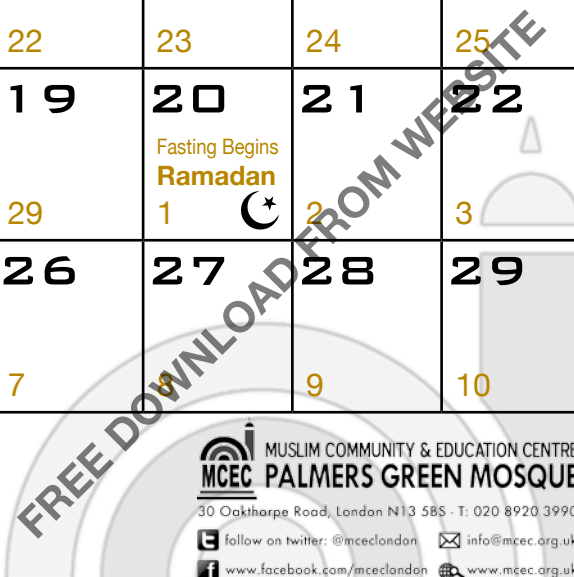 22 23 24 25
19 20 21 22
Fasting Begins
Ramadan
29 1 2 3
26 27 28 29
7 8 9 10
FREE DOWNLOAD FROM WEBSITE
MUSLIM COMMUNITY & EDUCATION CENTRE
MCEC PALMERS GREEN MOSQUE
30 Oakthorpe Road, London N13 5BS - T: 020 8920 3990
follow on twitter: @mceclondon info@mcec.org.uk
www.facebook.com/mceclondon www.mcec.org.uk